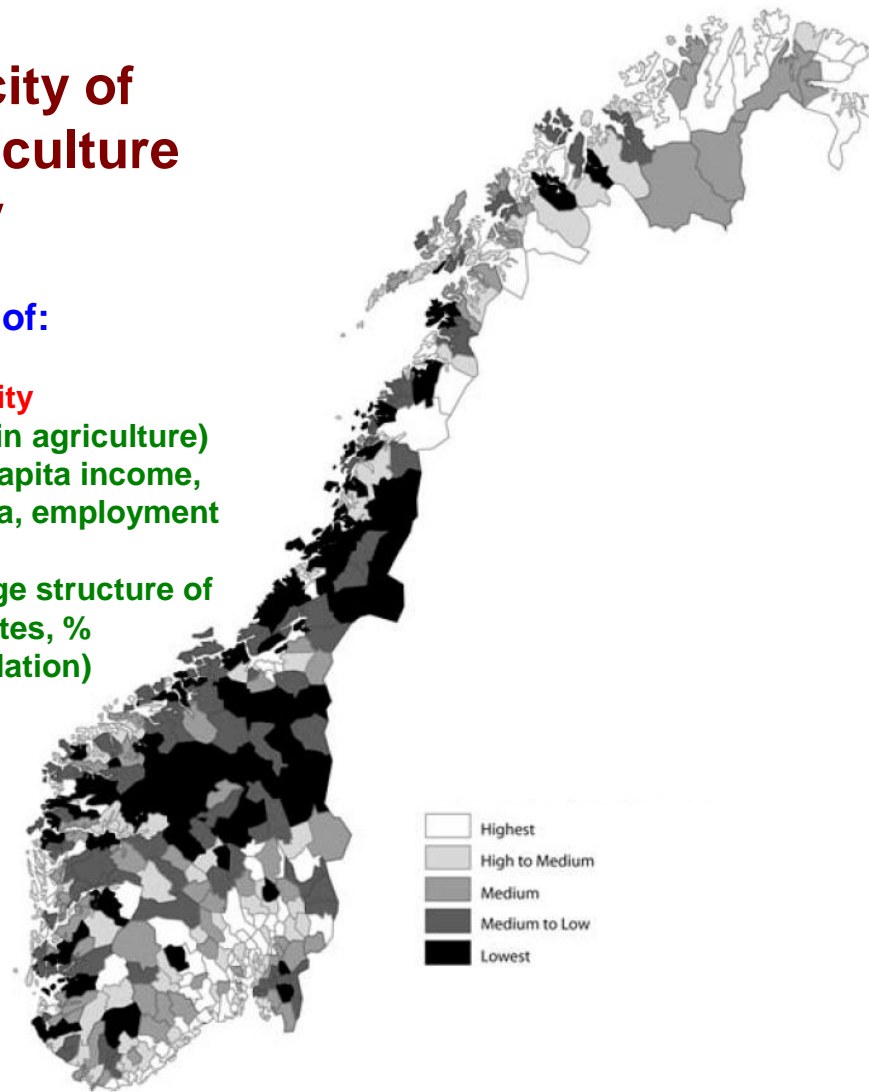 city of
culture
y
of:
ity
in agriculture)
apita income,
a, employment
ge structure of
tes, %
lation)
Highest
High to Medium
Medium
Medium to Low
Lowest